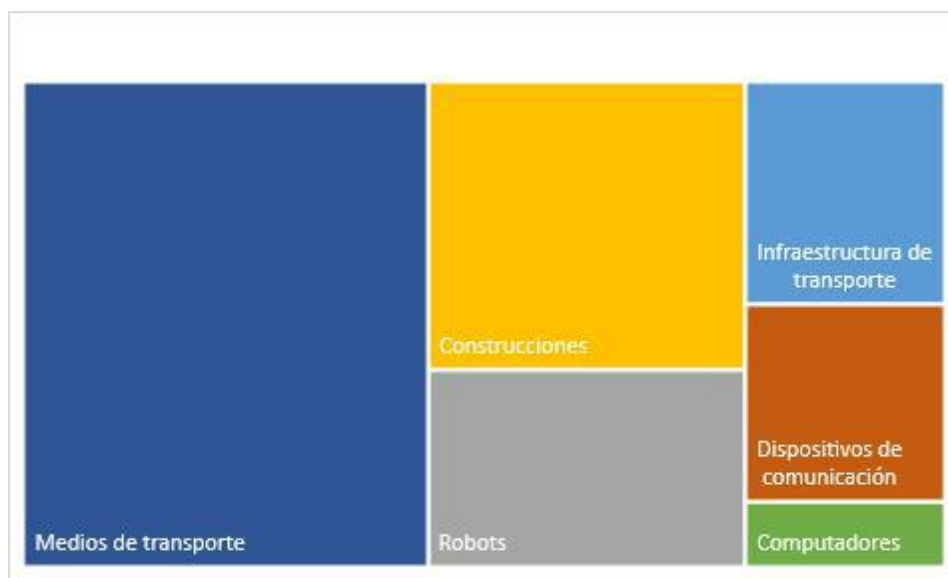 Medios de transporte
Construcciones
Robots
Infraestructura de
transporte
Dispositivos de
comunicación
Computadores